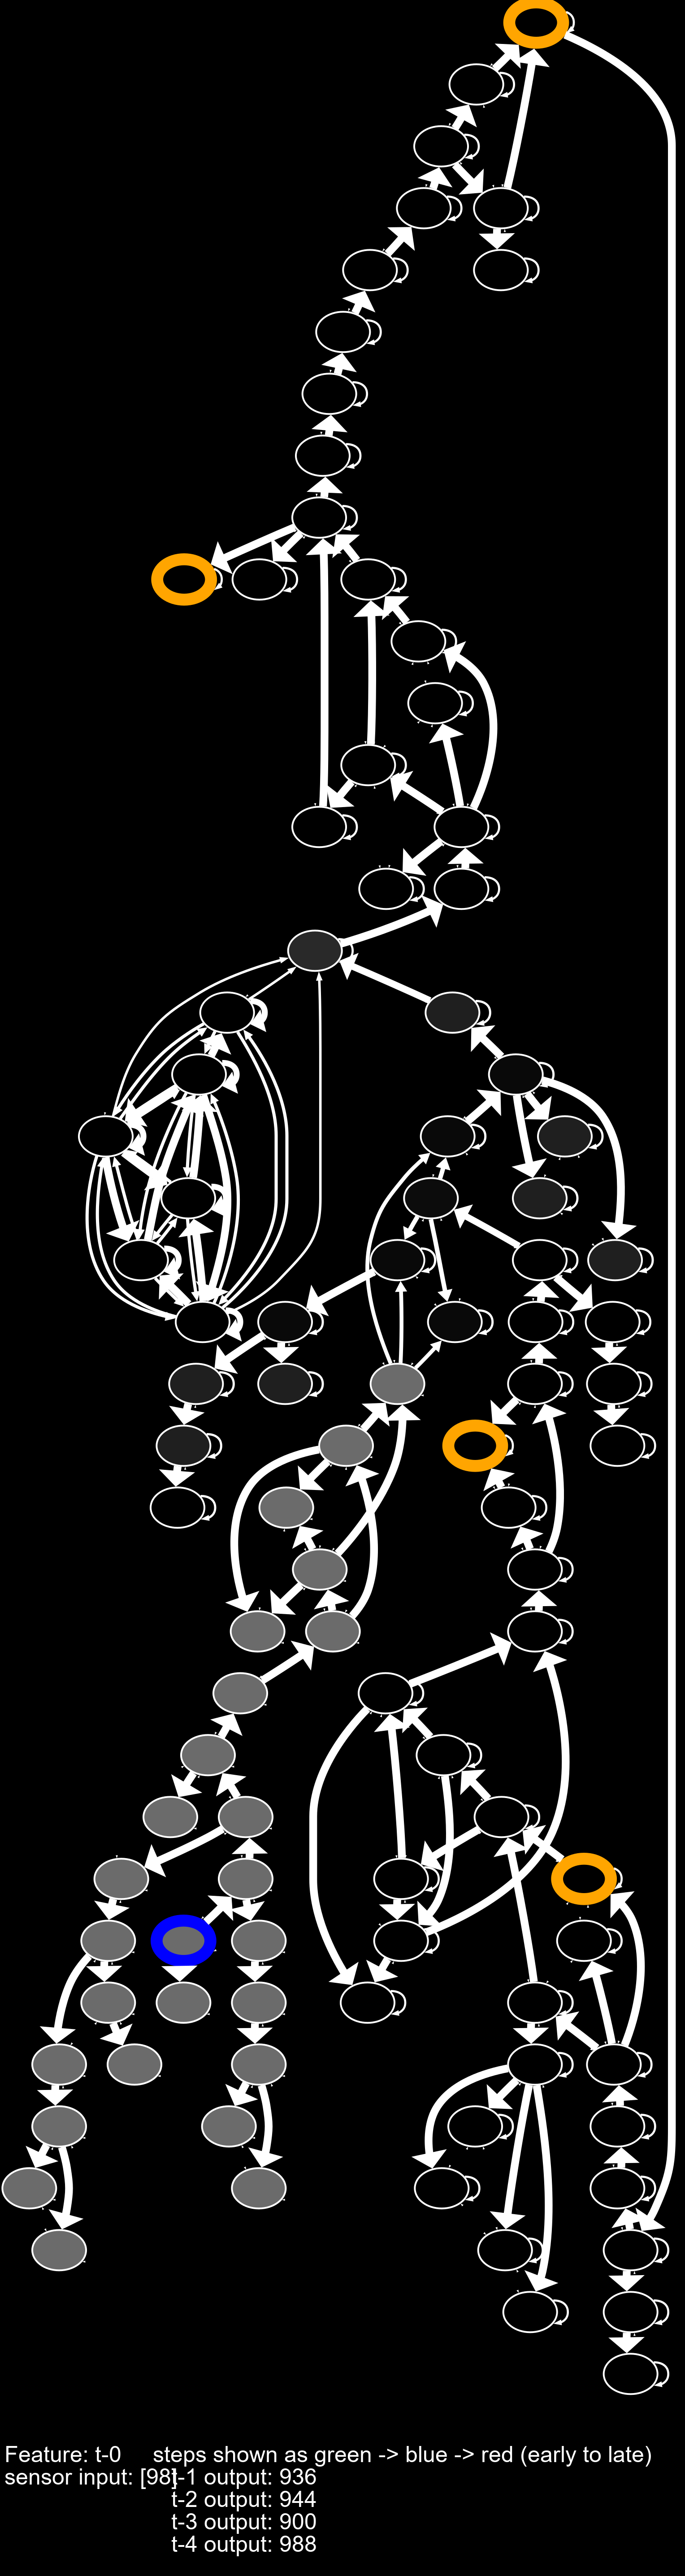 Feature: t-0 steps shown as green -> blue -> red (early to late)
sensor input: [98] t-1 output: 936
t-2 output: 944
t-3 output: 900
t-4 output: 988